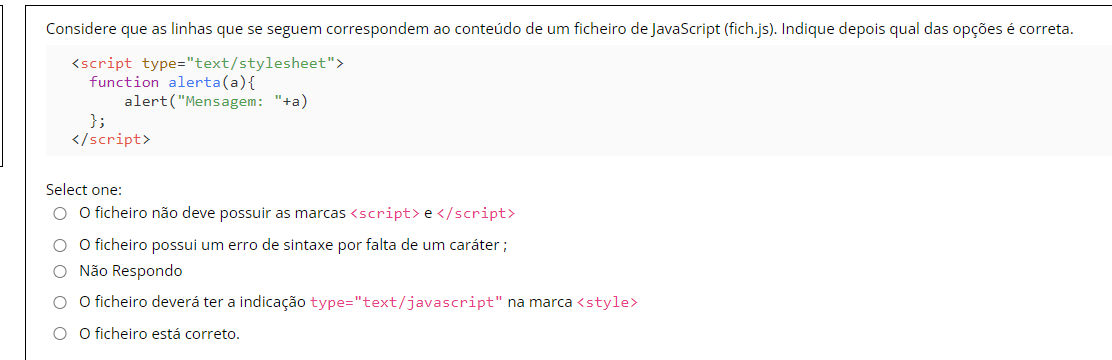 Considere que as linhas que se seguem correspondem ao conteúdo de um ficheiro de JavaScript (fich.js). Indique depois qual das opções é correta.
<script type="text/stylesheet">
function alerta(a){
alert("Mensagem: "+a)
};
</script>
Select one:
O ficheiro não deve possuir as marcas <script> e </script>
O ficheiro possui um erro de sintaxe por falta de um caráter ;
Não Respondo
O ficheiro deverá ter a indicação type="text/javascript" na marca <style>
O ficheiro está correto.